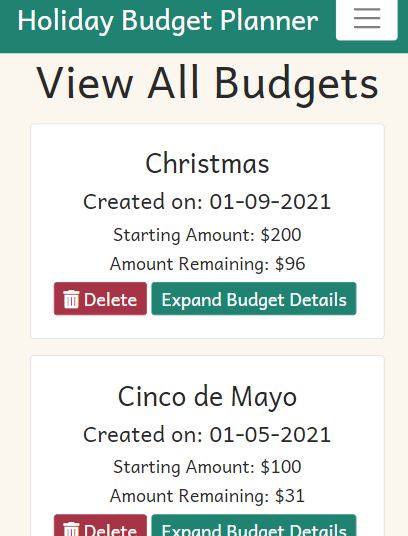 Holiday Budget Planner
View All Budgets
Christmas
Created on: 01-09-2021
Starting Amount: $200
Amount Remaining: $96
Delete Expand Budget Details
Cinco de Mayo
Created on: 01-05-2021
Starting Amount: $100
Amount Remaining: $31
Delete Expand Budget Details